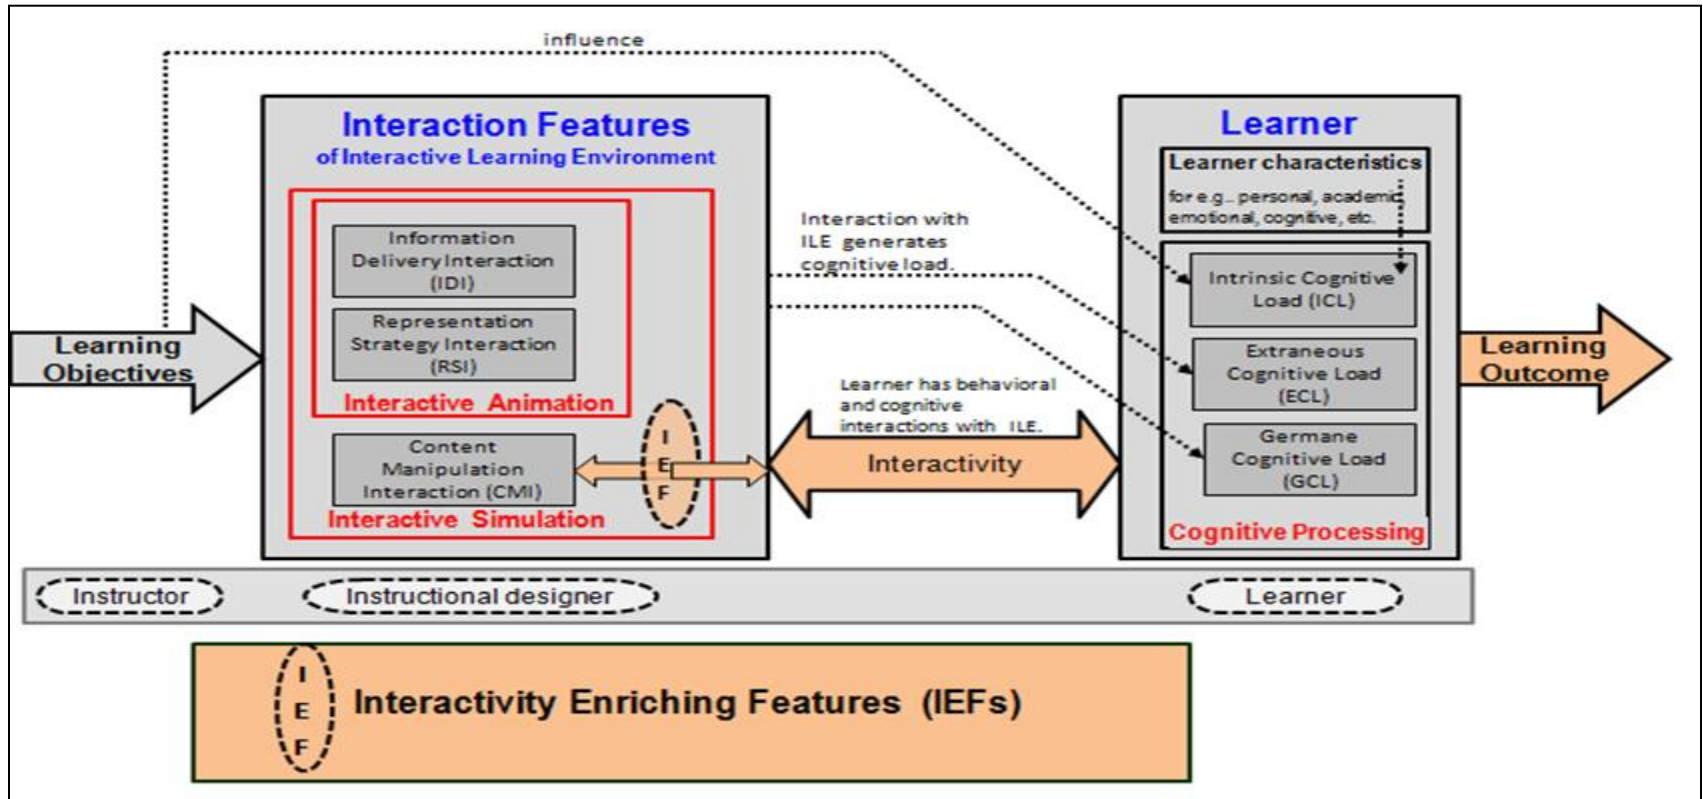 influence
Interaction Features
of Interactive Learning Environment
Information
Delivery Interaction
(IDI)
Representation
Strategy Interaction
(RSI)
Interactive Animation
Content
Manipulation
Interaction (CMI)
Interactive Simulation
I
E
F
Learning
Objectives
Interaction with
ILE generates
cognitive load.
Learner has behavioral
and cognitive
interactions with ILE.
Interactivity
Learner
Learner characteristics
for e.g.. personal, academic,
emotional, cognitive, etc.
Intrinsic Cognitive
Load (ICL)
Extraneous
Cognitive Load
(ECL)
Germane
Cognitive Load
(GCL)
Cognitive Processing
Learning
Outcome
Instructor
Instructional designer
Learner
I
E
F
Interactivity Enriching Features (IEFs)